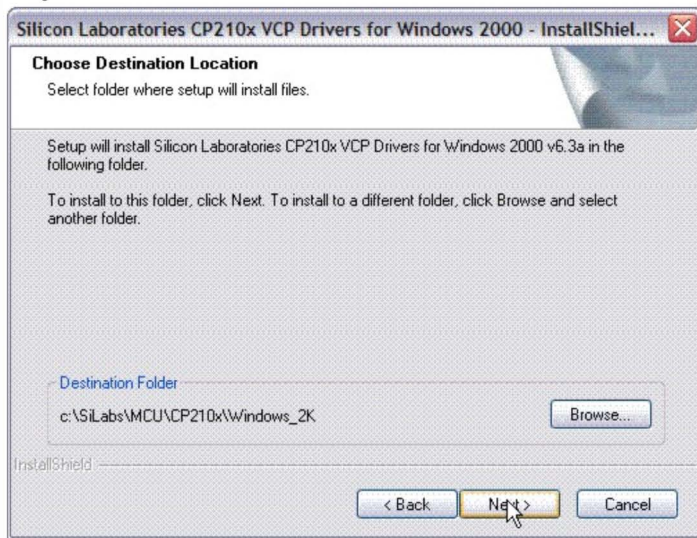 Silicon Laboratories CP210x VCP Drivers for Windows 2000 - InstallShiel...
Choose Destination Location
Select folder where setup will install files.
Setup will install Silicon Laboratories CP210x VCP Drivers for Windows 2000 v6.3a in the
following folder.
To install to this folder, click Next. To install to a different folder, click Browse and select
another folder.
Destination Folder
c:\SiLabs\MCU\CP210x\Windows_2K
Browse...
InstallShield
< Back
Next >
Cancel